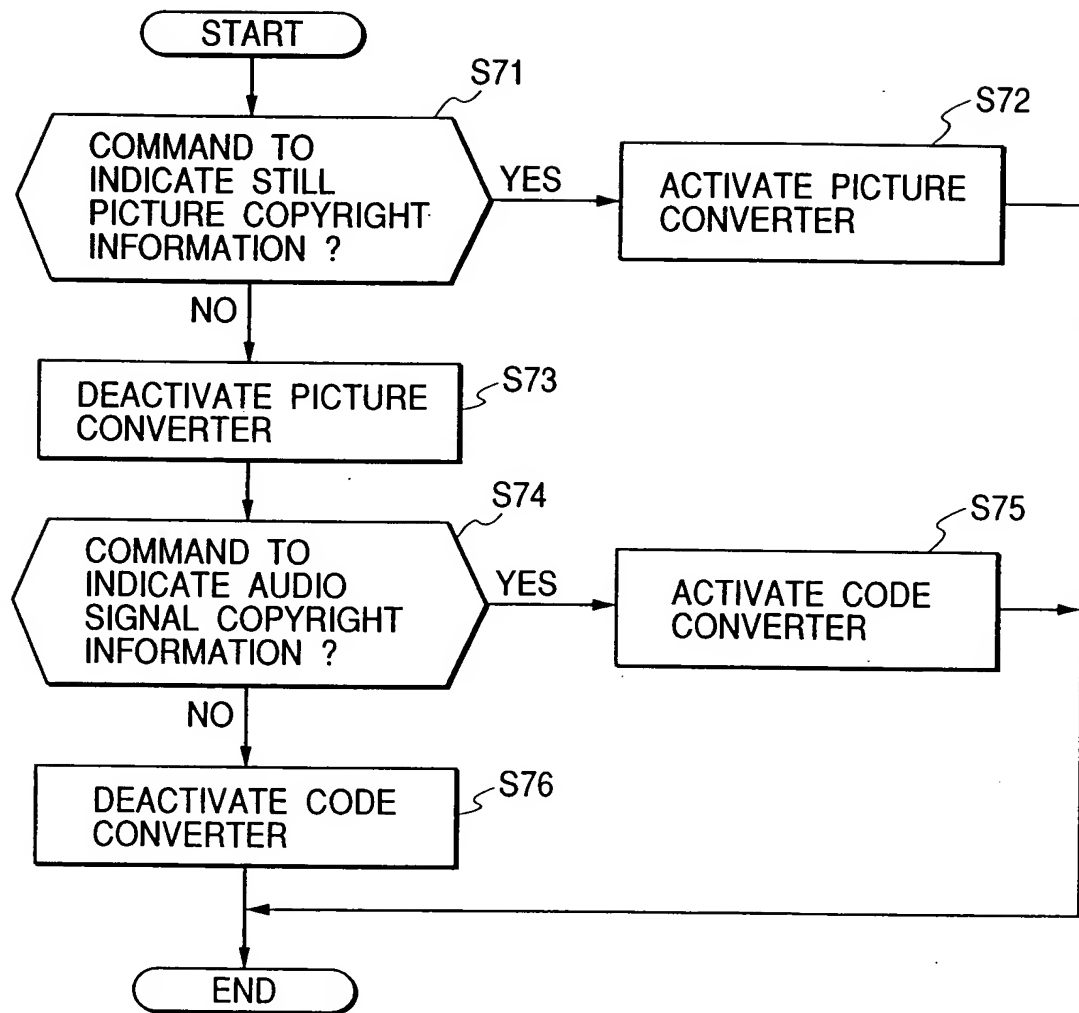 START
S71
COMMAND TO
INDICATE STILL
PICTURE COPYRIGHT
INFORMATION ?
YES
S72
ACTIVATE PICTURE
CONVERTER
NO
S73
DEACTIVATE PICTURE
CONVERTER
S74
COMMAND TO
INDICATE AUDIO
SIGNAL COPYRIGHT
INFORMATION ?
YES
S75
ACTIVATE CODE
CONVERTER
NO
S76
DEACTIVATE CODE
CONVERTER
END